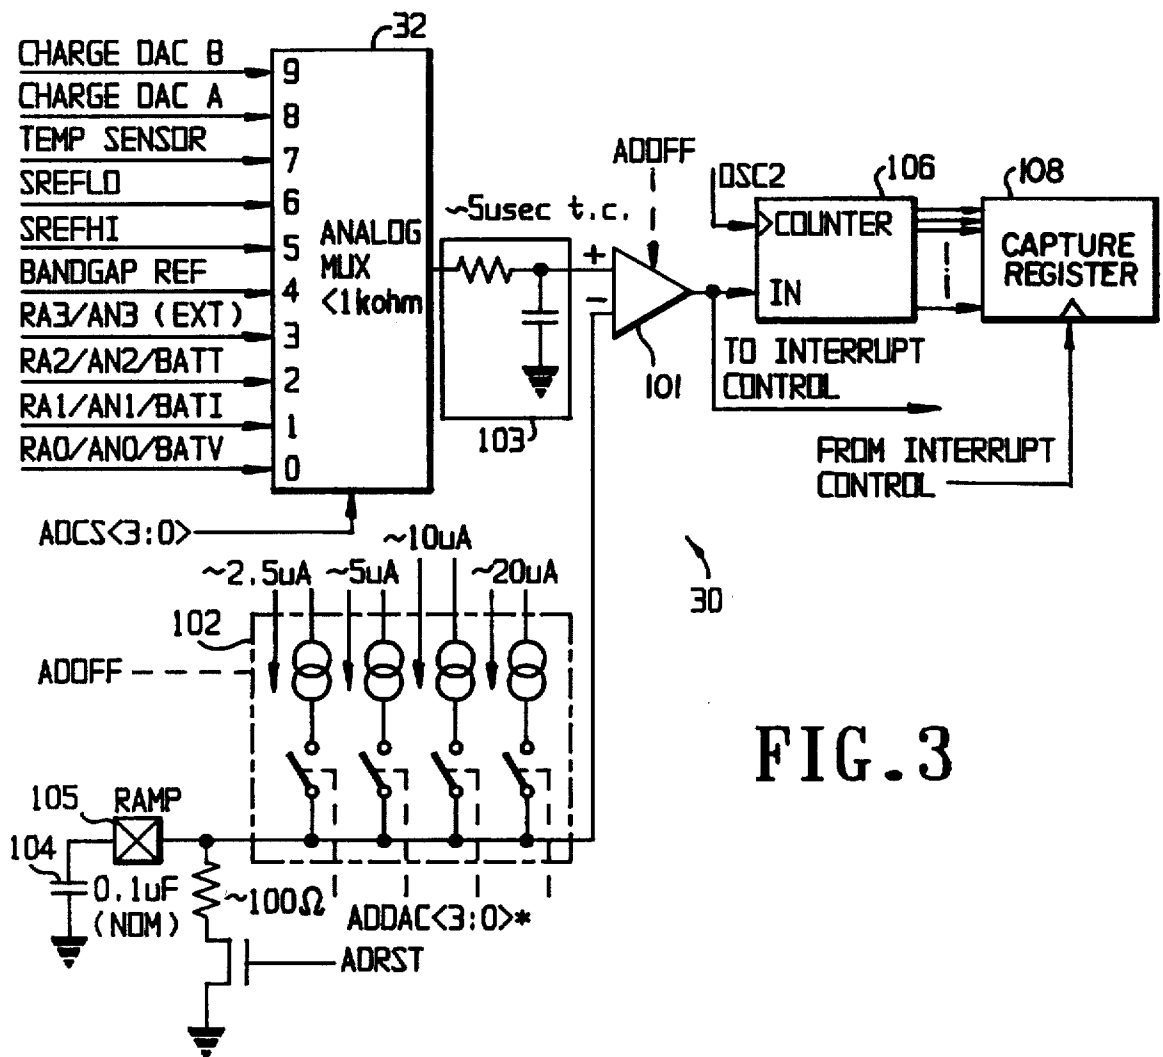 32
CHARGE DAC B
9
CHARGE DAC A
8
TEMP SENSOR
7
SREFLO
6
SREFHI
5
BANDGAP REF
4
RA3/AN3 (EXT)
3
RA2/AN2/BATT
2
RA1/AN1/BATI
1
RA0/AN0/BATV
0
ANALOG
MUX
<1kohm
ADCS<3:0>
~5usec t.c.
103
ADOFF
+
-
101
OSC2
106
COUNTER
IN
108
CAPTURE
REGISTER
TO INTERRUPT
CONTROL
FROM INTERRUPT
CONTROL
30
~2.5uA
~5uA
~10uA
~20uA
102
ADOFF
105
RAMP
104
0.1uF
(NOM)
~100Ω
ADDAC<3:0>*
ADRST
FIG.3